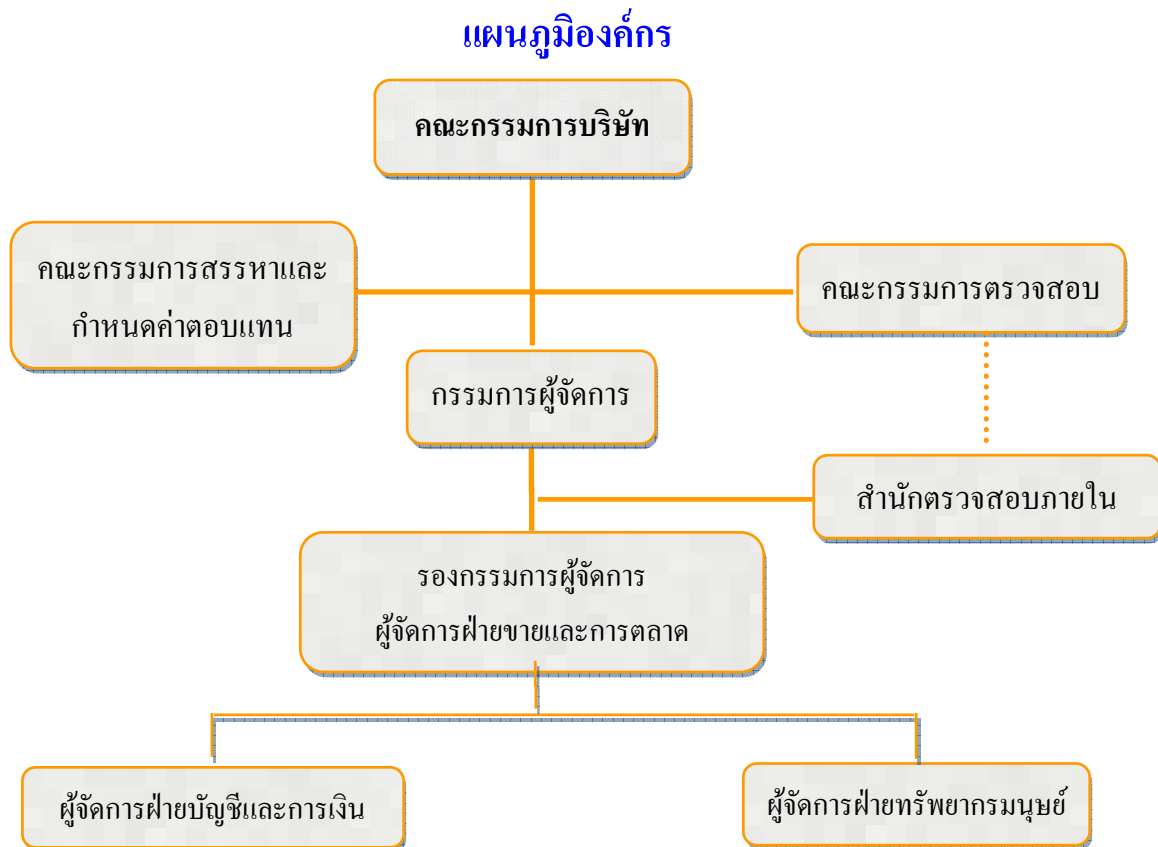 แผนภูมิองค์กร
คณะกรรมการบริษัท
คณะกรรมการสรรหาและ
กำหนดค่าตอบแทน
คณะกรรมการตรวจสอบ
กรรมการผู้จัดการ
สำนักตรวจสอบภายใน
รองกรรมการผู้จัดการ
ผู้จัดการฝ่ายขายและการตลาด
ผู้จัดการฝ่ายบัญชีและการเงิน
ผู้จัดการฝ่ายทรัพยากรมนุษย์